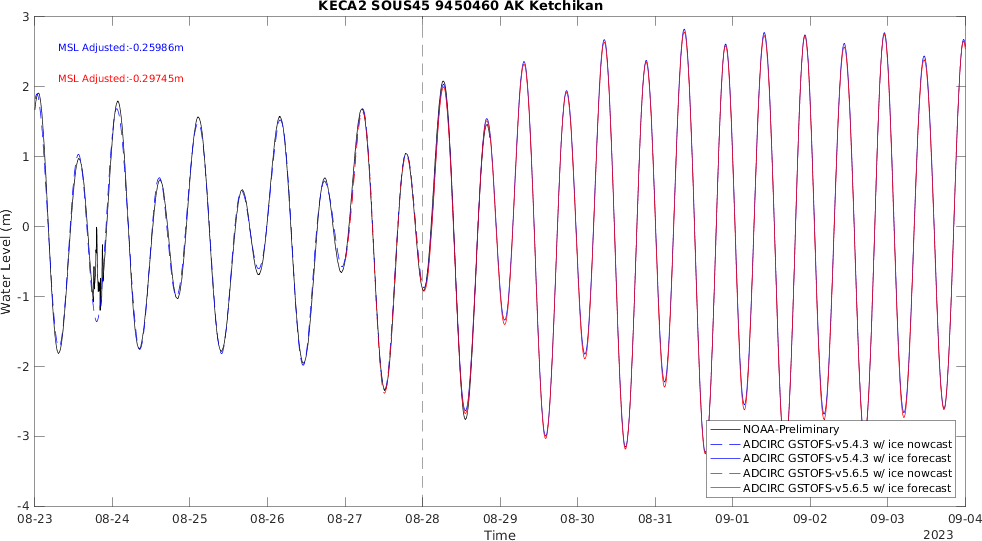 KECA2 SOUS45 9450460 AK Ketchikan
MSL Adjusted:-0.25986m
MSL Adjusted:-0.29745m
Water Level (m)
3
2
1
0
-1
-2
-3
-4
NOAA-Preliminary
ADCIRC GSTOFS-v5.4.3 w/ ice nowcast
ADCIRC GSTOFS-v5.4.3 w/ ice forecast
ADCIRC GSTOFS-v5.6.5 w/ ice nowcast
ADCIRC GSTOFS-v5.6.5 w/ ice forecast
08-23 08-24 08-25 08-26 08-27 08-28 08-29 08-30 08-31 09-01 09-02 09-03 09-04
Time
2023